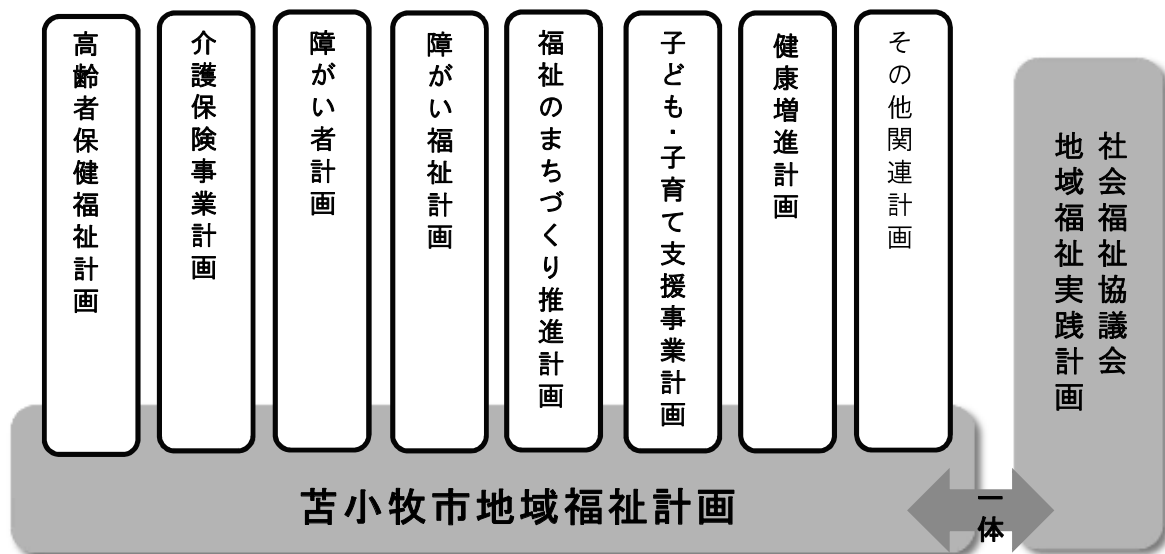 高齢者保健福祉計画
介護保険事業計画
障がい者計画
障がい福祉計画
福祉のまちづくり推進計画
子ども・子育て支援事業計画
健康増進計画
その他関連計画
社会福祉協議会
地域福祉実践計画
苫小牧市地域福祉計画
一体